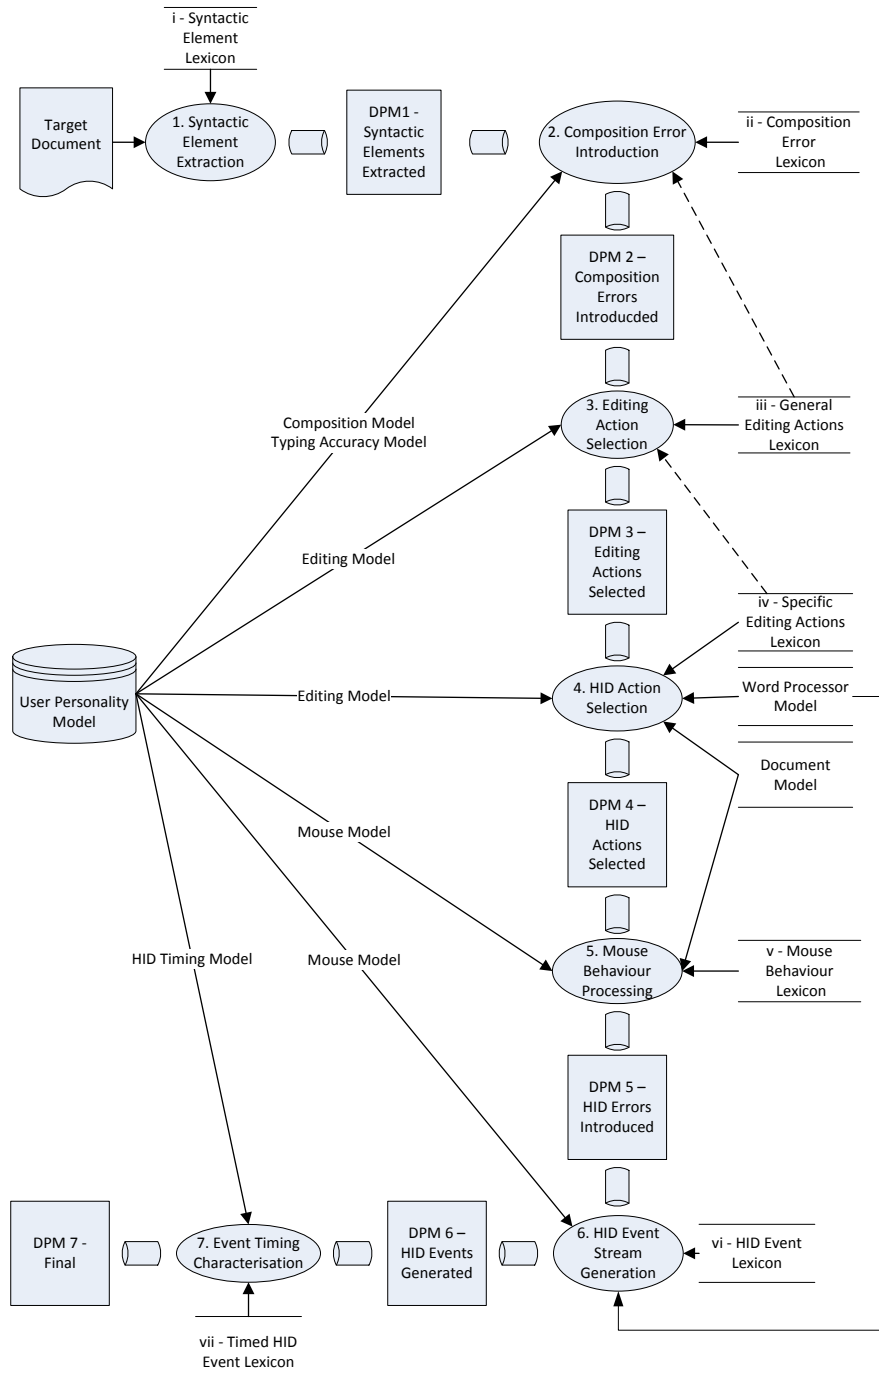 i - Syntactic
Element
Lexicon
Target
Document
1. Syntactic
Element
Extraction
DPM1 -
Syntactic
Elements
Extracted
2. Composition Error
Introduction
ii - Composition
Error
Lexicon
DPM 2 –
Composition
Errors
Introducded
Composition Model
Typing Accuracy Model
3. Editing
Action
Selection
iii - General
Editing Actions
Lexicon
Editing Model
DPM 3 –
Editing
Actions
Selected
iv - Specific
Editing Actions
Lexicon
User Personality
Model
Editing Model
4. HID Action
Selection
Word Processor
Model
Document
Model
DPM 4 –
HID
Actions
Selected
Mouse Model
HID Timing Model
Mouse Model
5. Mouse
Behaviour
Processing
v - Mouse
Behaviour
Lexicon
DPM 5 –
HID Errors
Introduced
DPM 7 -
Final
7. Event Timing
Characterisation
DPM 6 –
HID Events
Generated
6. HID Event
Stream
Generation
vi - HID Event
Lexicon
vii - Timed HID
Event Lexicon